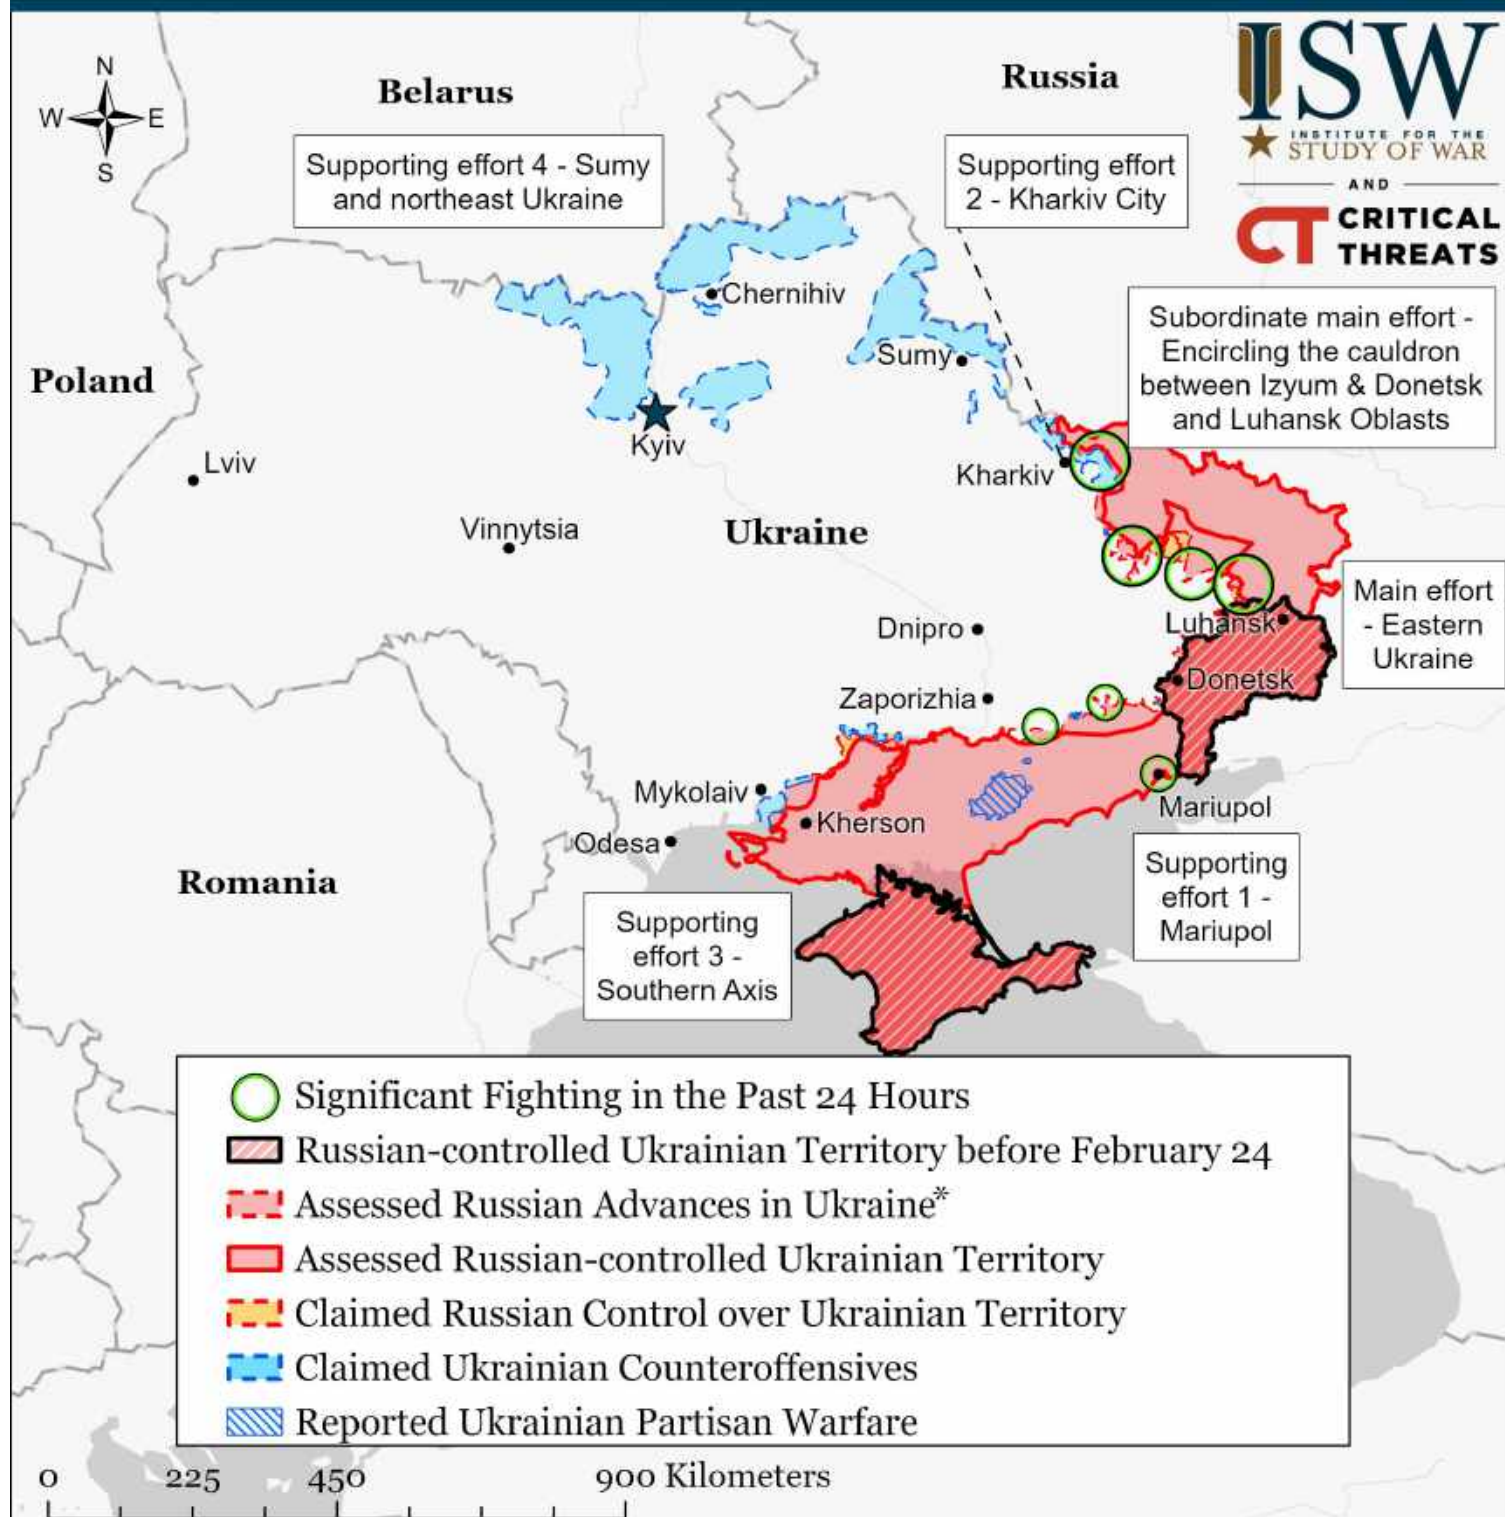 N
W
E
S
Belarus
Russia
ISW
INSTITUTE FOR THE
STUDY OF WAR
AND
CT CRITICAL
THREATS
Supporting effort 4 - Sumy
and northeast Ukraine
Supporting effort
2 - Kharkiv City
Subordinate main effort -
Encircling the cauldron
between Izyum & Donetsk
and Luhansk Oblasts
Chernihiv
Sumy
Poland
Kyiv
Lviv
Kharkiv
Vinnytsia
Ukraine
Main effort
- Eastern
Ukraine
Dnipro
Luhansk
Donetsk
Zaporizhia
Mykolaiv
Mariupol
Kherson
Odesa
Romania
Supporting
effort 1 -
Mariupol
Supporting
effort 3 -
Southern Axis
Significant Fighting in the Past 24 Hours
Russian-controlled Ukrainian Territory before February 24
Assessed Russian Advances in Ukraine*
Assessed Russian-controlled Ukrainian Territory
Claimed Russian Control over Ukrainian Territory
Claimed Ukrainian Counteroffensives
Reported Ukrainian Partisan Warfare
0 225 450 900 Kilometers